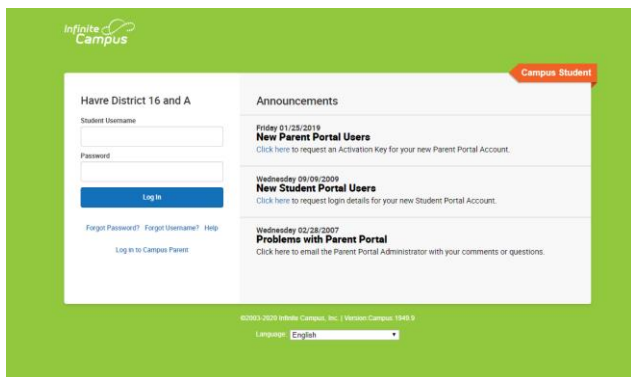 Infinite
Campus
Campus Student
Havre District 16 and A
Student Username
Password
Log In
Forgot Password? Forgot Username? Help
Log in to Campus Parent
Announcements
Friday 01/25/2019
New Parent Portal Users
Click here to request an Activation Key for your new Parent Portal Account.
Wednesday 09/09/2009
New Student Portal Users
Click here to request login details for your new Student Portal Account.
Wednesday 02/28/2007
Problems with Parent Portal
Click here to email the Parent Portal Administrator with your comments or questions.
©2003-2020 Infinite Campus, Inc. | Version:Campus 1949.9
Language : English